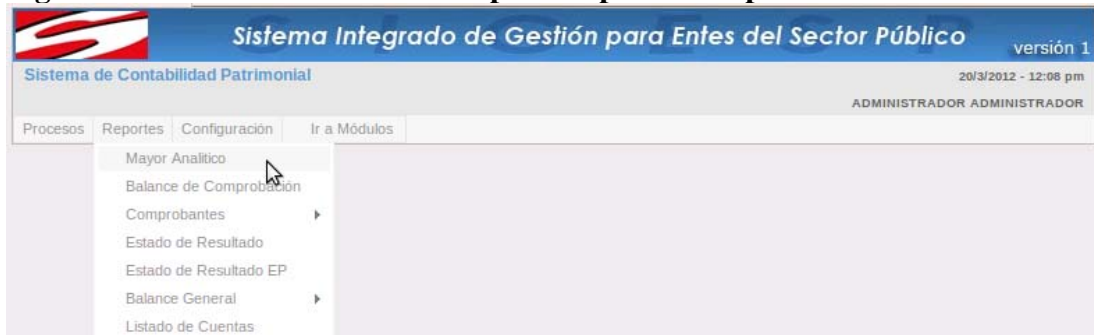 S I G E S P
Sistema Integrado de Gestión para Entes del Sector Público
versión 1
Sistema de Contabilidad Patrimonial
20/3/2012 - 12:08 pm
ADMINISTRADOR ADMINISTRADOR
Procesos Reportes Configuración Ir a Módulos
Mayor Analitico
Balance de Comprobación
Comprobantes
Estado de Resultado
Estado de Resultado EP
Balance General
Listado de Cuentas